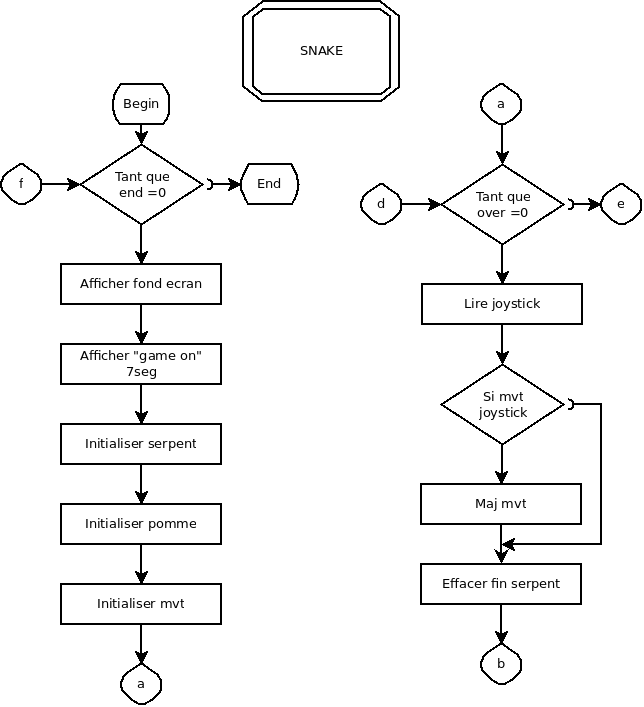 SNAKE
Begin
f
Tant que
end =0
End
Afficher fond ecran
Afficher "game on"
7seg
Initialiser serpent
Initialiser pomme
Initialiser mvt
a
a
d
Tant que
over =0
e
Lire joystick
Si mvt
joystick
Maj mvt
Effacer fin serpent
b